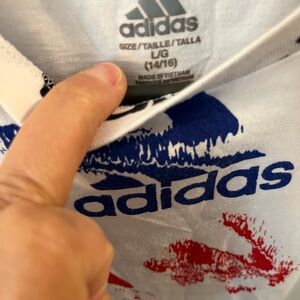 adidas
SIZE/TAILLE/TALLA
L/G
(14/16)
MADE IN VIETNAM
adidas